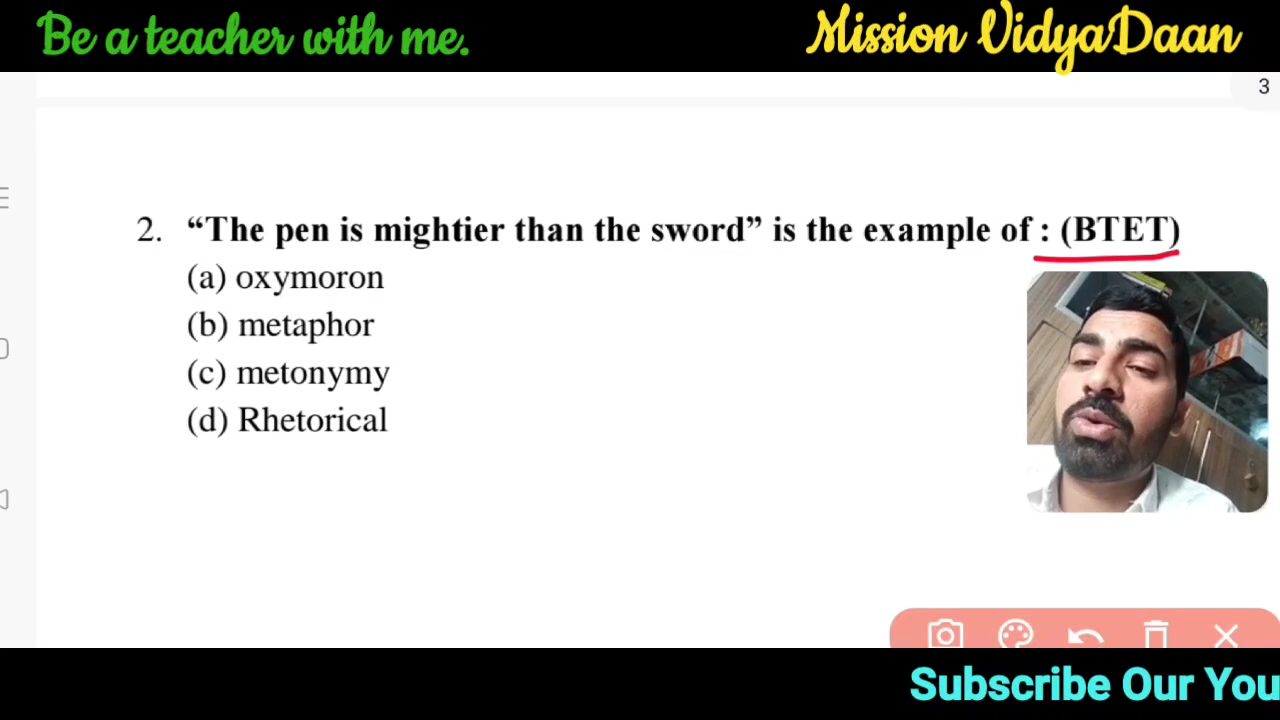 Be a teacher with me.
Mission VidyaDaan
3
2. “The pen is mightier than the sword” is the example of : (BTET)
(a) oxymoron
(b) metaphor
(c) metonymy
(d) Rhetorical
Subscribe Our You